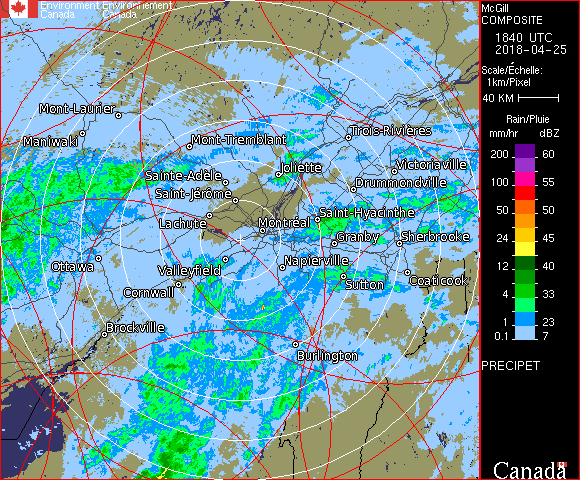 Environment Environnement
Canada Canada
McGill
COMPOSITE
1840 UTC
2018-04-25
Scale/Échelle:
1km/Pixel
40 KM
Rain/Pluie
mm/hr dBZ
200 60
100 55
50 50
24 45
12 40
4 33
1 23
0.1 7
PRECIPET
Canada
Mont-Laurier
Maniwaki
Mont-Tremblant
Trois-Rivières
Sainte-Adèle
Joliette
Victoriaville
Saint-Jérôme
Drummondville
Lachute
Montréal
Saint-Hyacinthe
Granby
Sherbrooke
Ottawa
Valleyfield
Napierville
Cornwall
Sutton
Coaticook
Brockville
Burlington